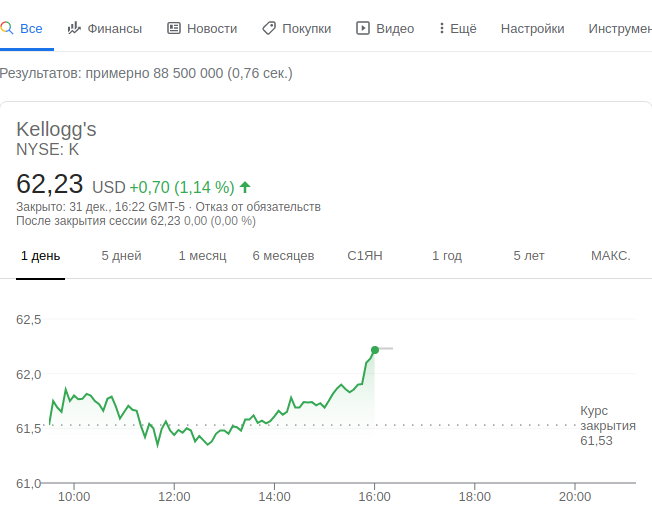 Все Финансы Новости Покупки Видео Ещё Настройки Инструмен
Результатов: примерно 88 500 000 (0,76 сек.)
Kellogg's
NYSE: K
62,23 USD +0,70 (1,14 %)
Закрыто: 31 дек., 16:22 GMT-5 · Отказ от обязательств
После закрытия сессии 62,23 0,00 (0,00 %)
1 день 5 дней 1 месяц 6 месяцев С1ЯН 1 год 5 лет МАКС.
62,5
62,0
Курс
закрытия
61,53
61,5
61,0
10:00 12:00 14:00 16:00 18:00 20:00